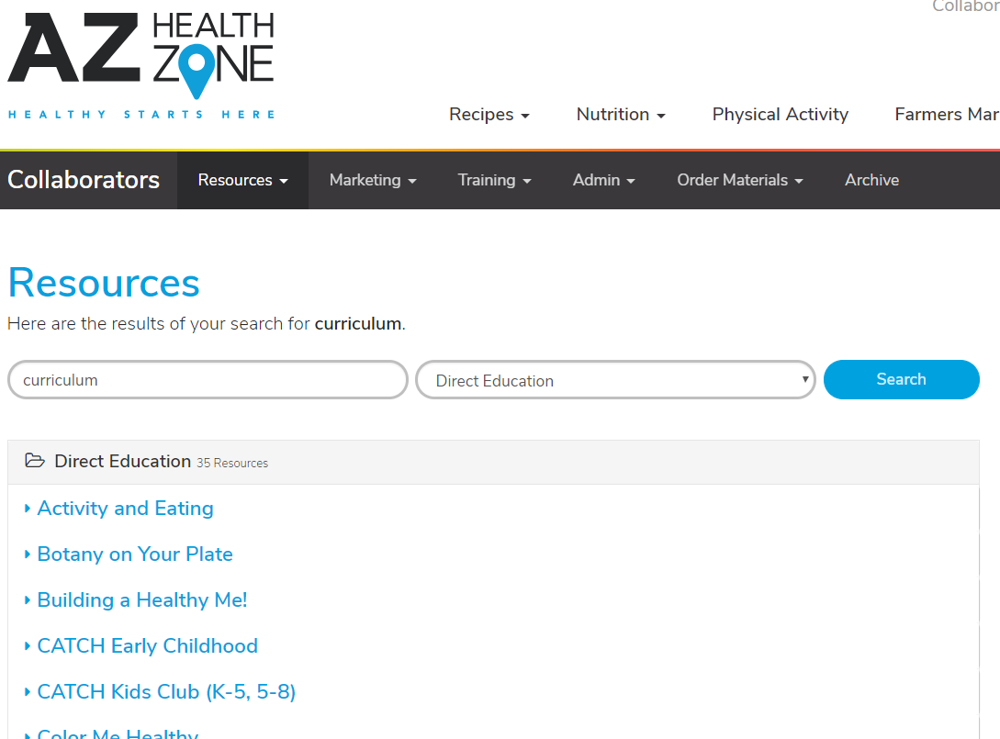 Collabor
AZ HEALTH ZONE
HEALTHY STARTS HERE
Recipes Nutrition Physical Activity Farmers Mar
Collaborators Resources Marketing Training Admin Order Materials Archive
Resources
Here are the results of your search for curriculum.
curriculum Direct Education Search
Direct Education 35 Resources
Activity and Eating
Botany on Your Plate
Building a Healthy Me!
CATCH Early Childhood
CATCH Kids Club (K-5, 5-8)
Color Me Healthy